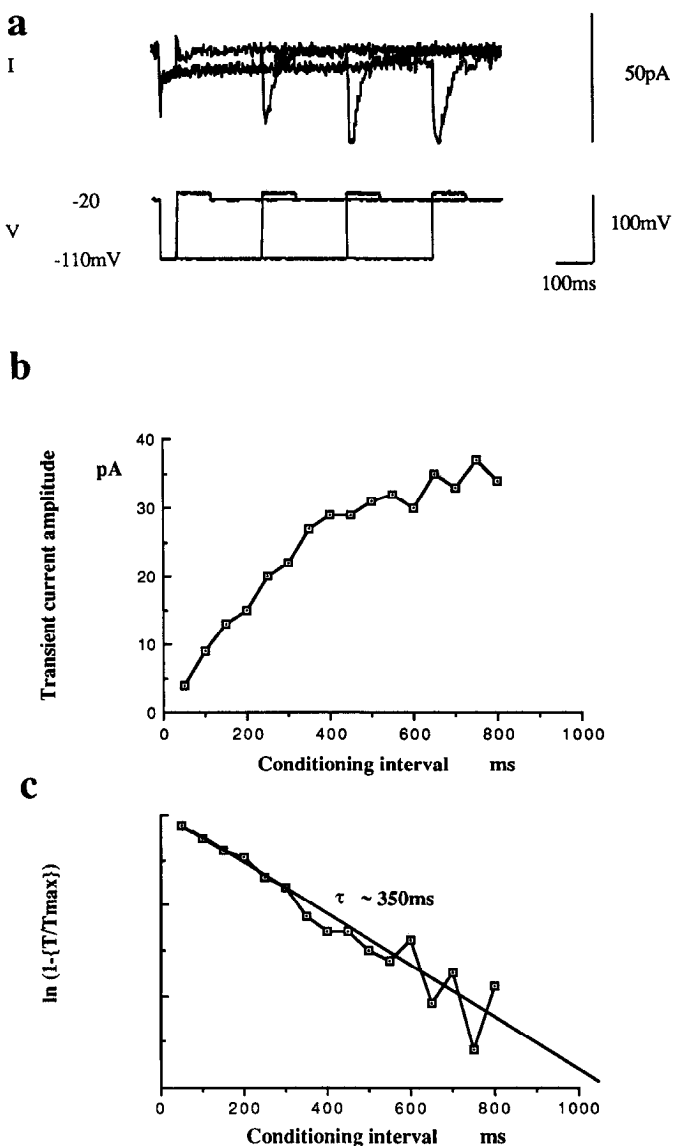 a
I
50pA
-20
V
100mV
-110mV
100ms
b
Transient current amplitude
pA
40
30
20
10
0
0 200 400 600 800 1000
Conditioning interval ms
c
ln (1-{T/Tmax})
τ ~ 350ms
0 200 400 600 800 1000
Conditioning interval ms